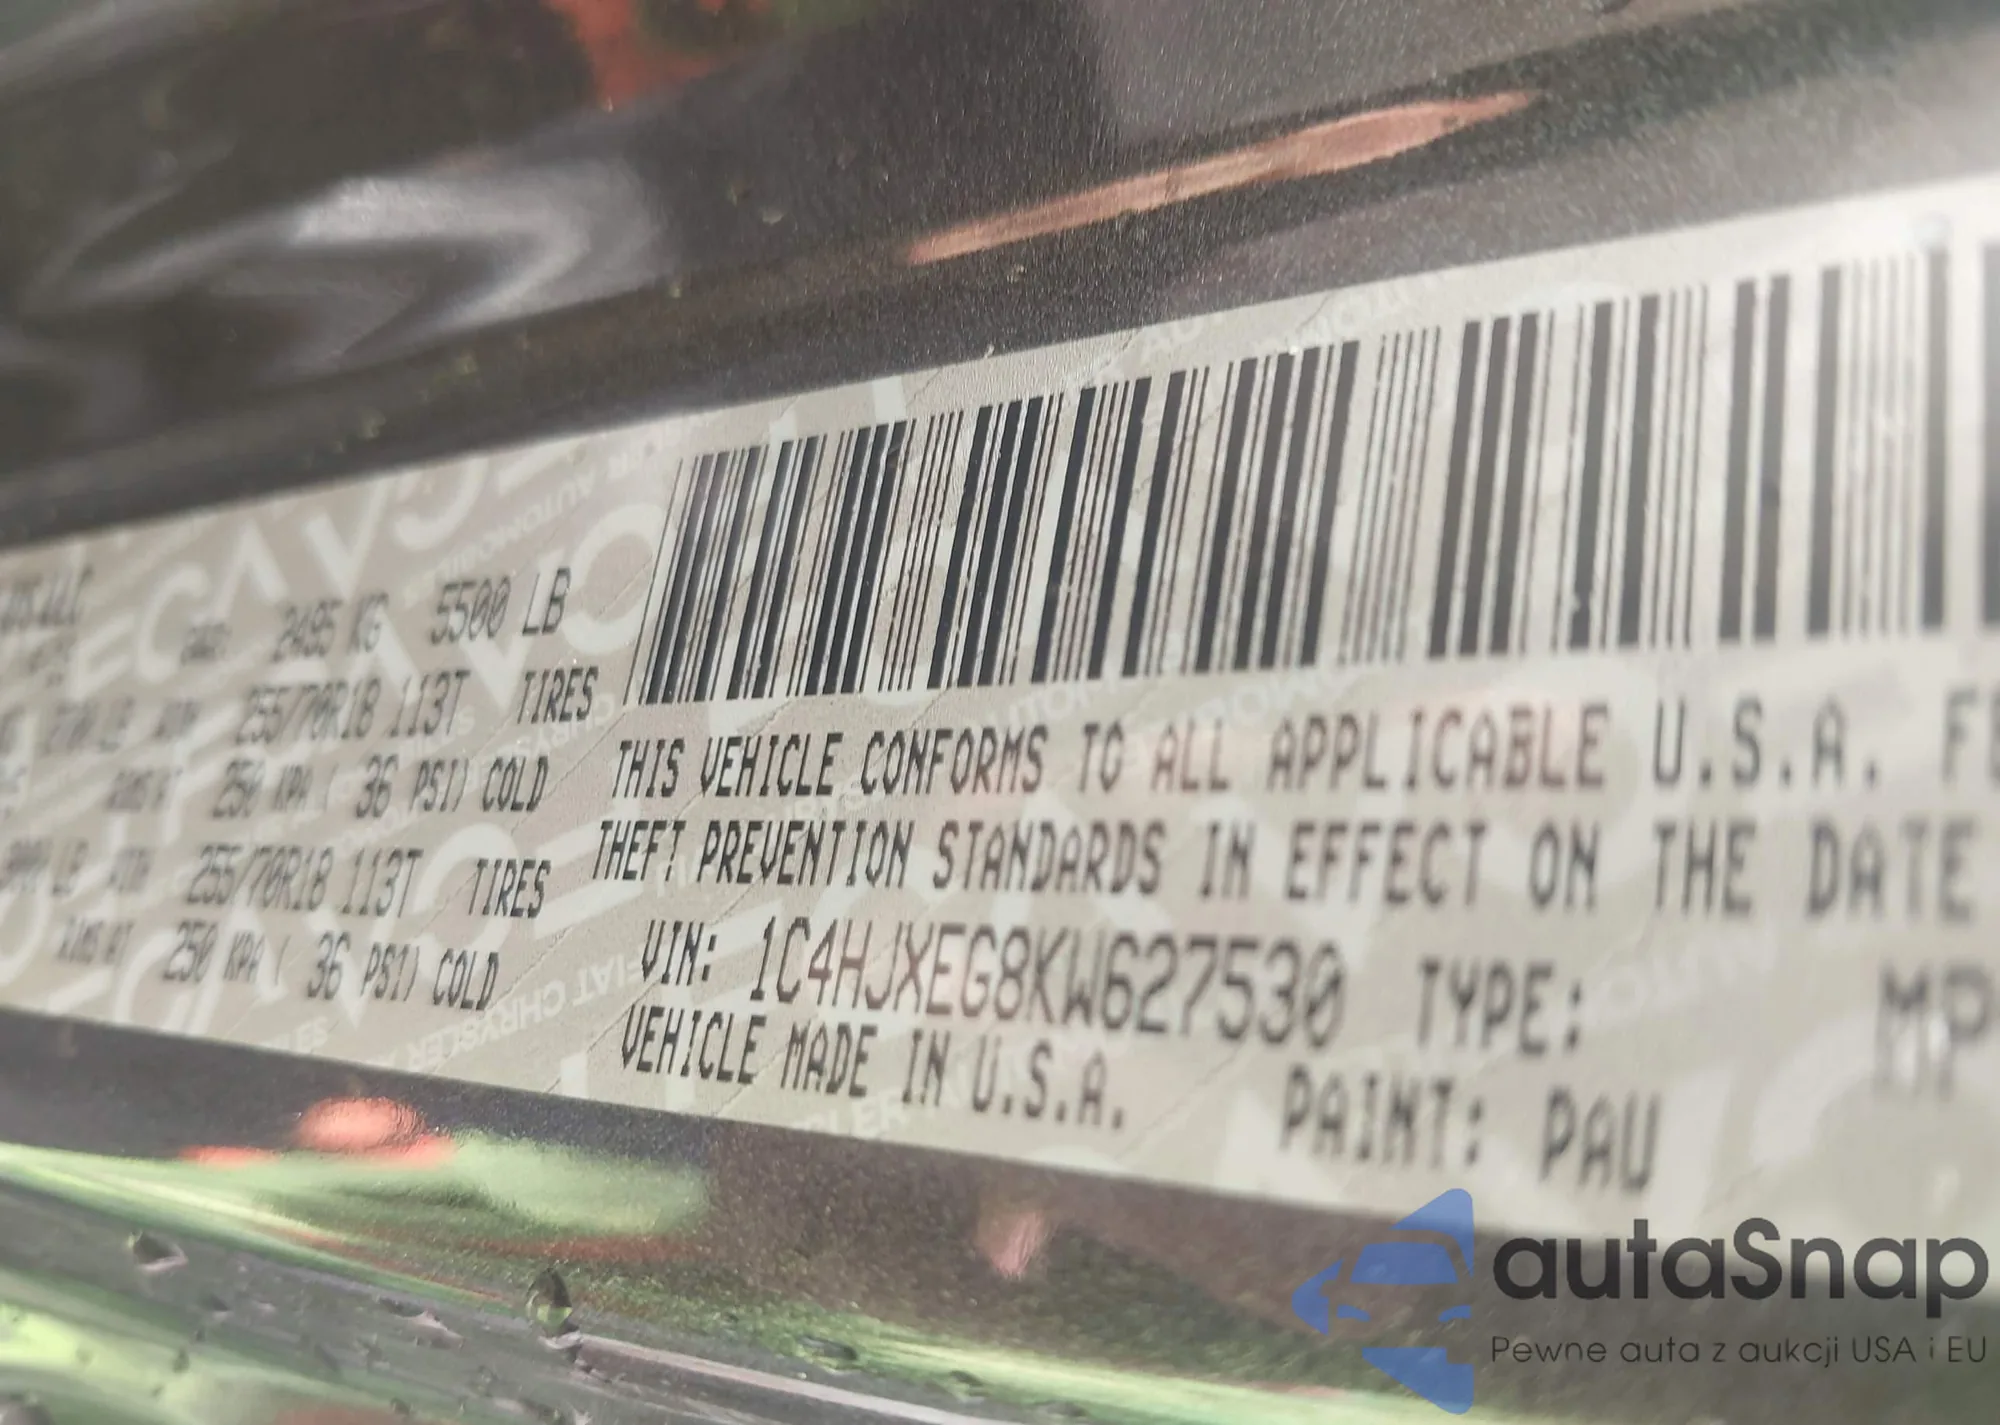 2495 KG 5500 LB
255/70R18 113T TIRES
250 KPA ( 36 PSI) COLD
255/70R18 113T TIRES
250 KPA ( 36 PSI) COLD
THIS VEHICLE CONFORMS TO ALL APPLICABLE U.S.A. FE
THEFT PREVENTION STANDARDS IN EFFECT ON THE DATE
VIN: 1C4HJXEG8KW627530 TYPE: MP
VEHICLE MADE IN U.S.A. PAINT: PAU
autaSnap
Pewne auta z aukcji USA i EU